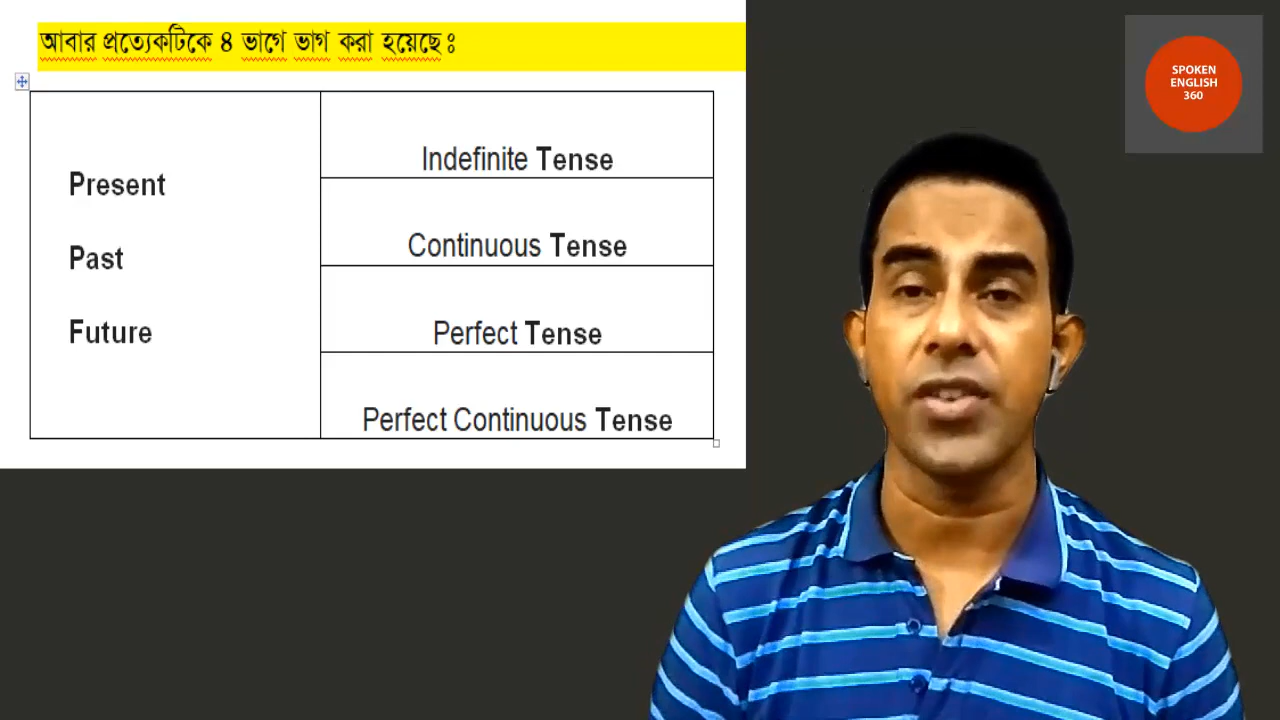 আবার প্রত্যেকটিকে ৪ ভাগে ভাগ করা হয়েছে ঃ
Present
Past
Future
Indefinite Tense
Continuous Tense
Perfect Tense
Perfect Continuous Tense
SPOKEN
ENGLISH
360